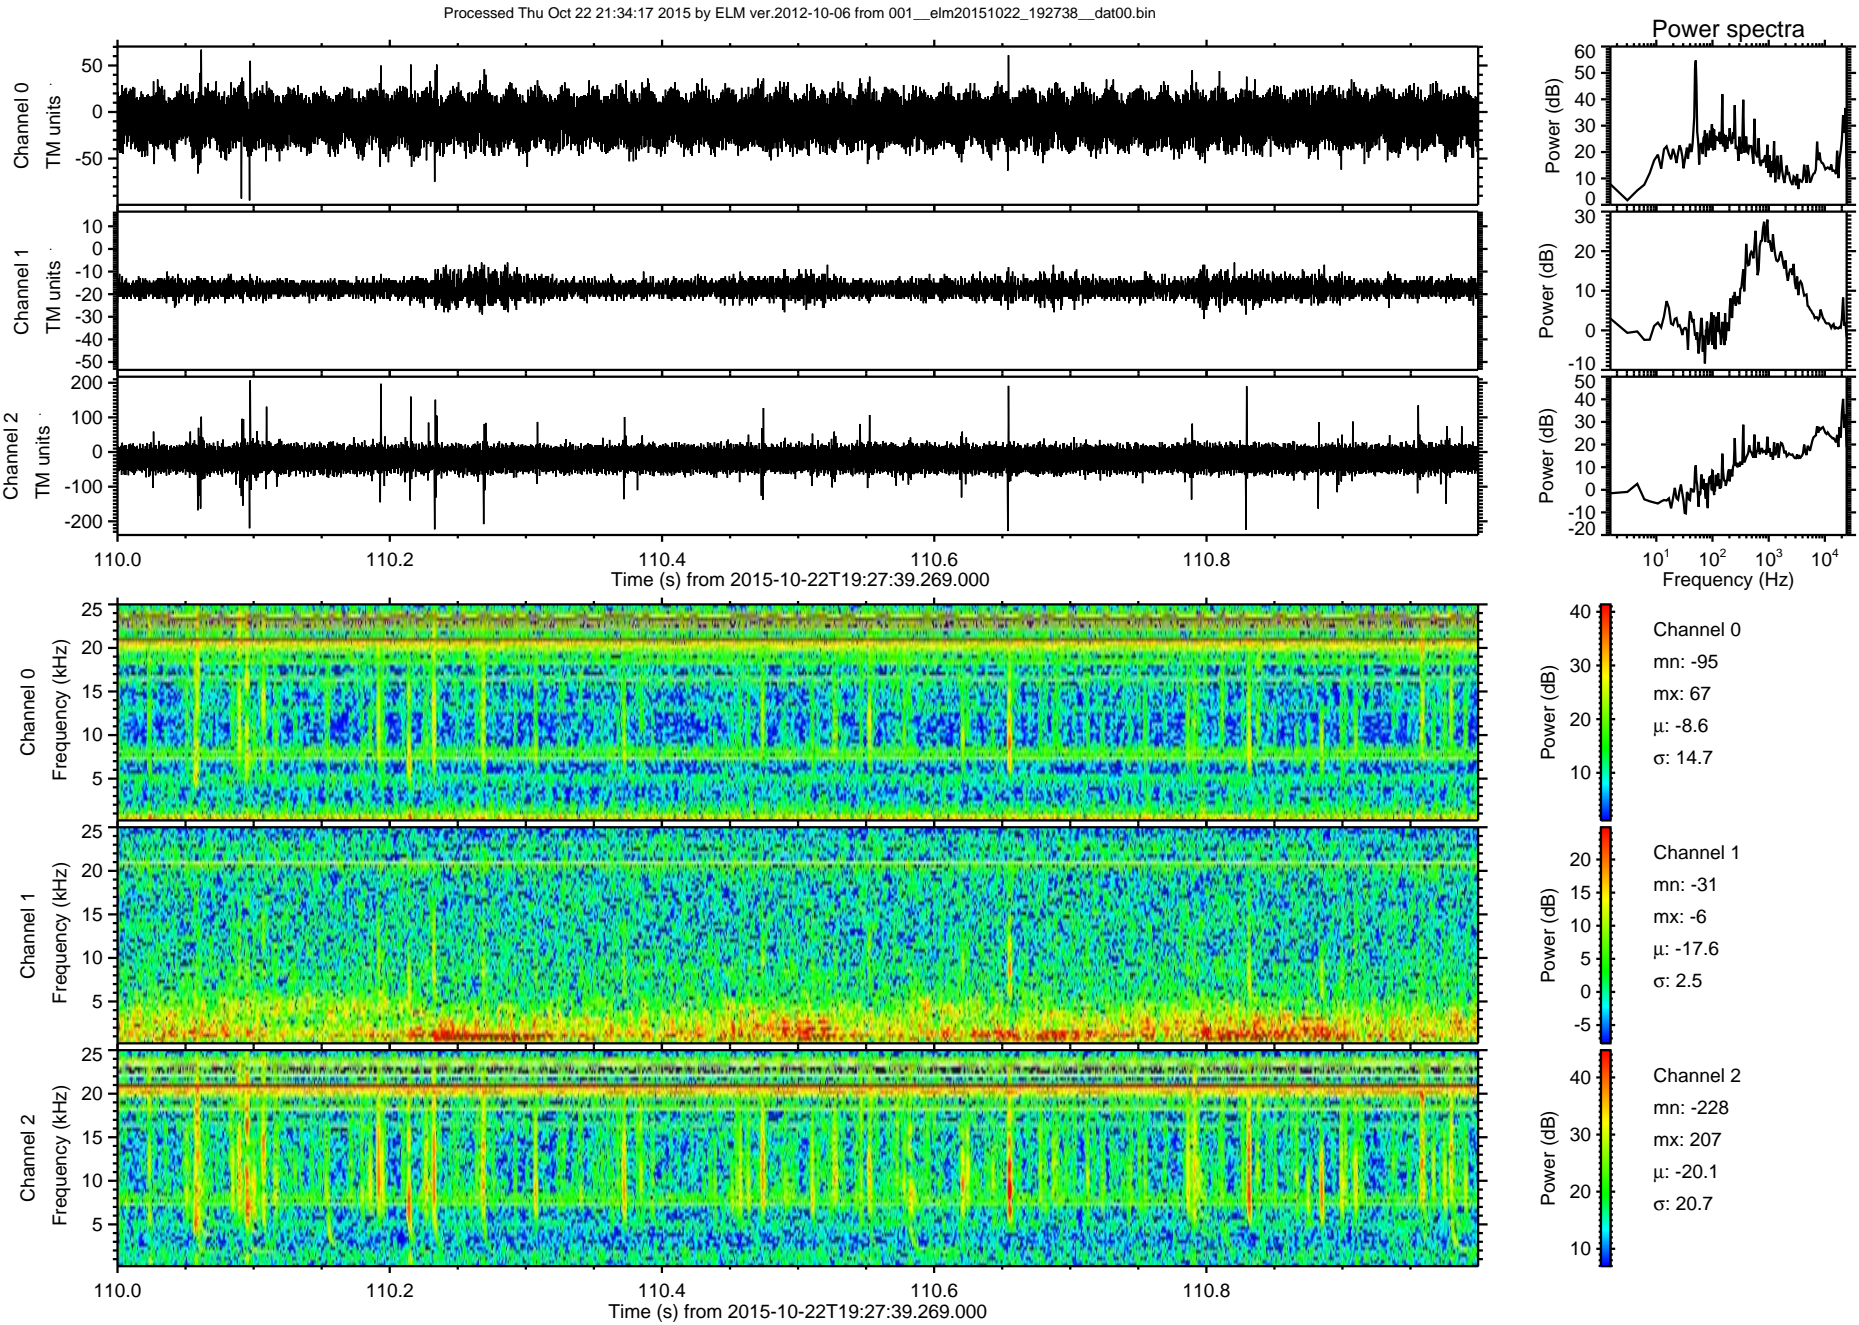 Processed Thu Oct 22 21:34:17 2015 by ELM ver.2012-10-06 from 001__elm20151022_192738__dat00.bin
Power spectra
Channel 0
TM units
50
0
-50
Power (dB)
60
50
40
30
20
10
0
Channel 1
TM units
10
0
-10
-20
-30
-40
-50
Power (dB)
30
20
10
0
-10
Channel 2
TM units
200
100
0
-100
-200
Power (dB)
50
40
30
20
10
0
-10
-20
110.0
110.2
110.4
110.6
110.8
Time (s) from 2015-10-22T19:27:39.269.000
10¹
10²
10³
10⁴
Frequency (Hz)
Channel 0
Frequency (kHz)
25
20
15
10
5
Power (dB)
40
30
20
10
Channel 0
mn: -95
mx: 67
μ: -8.6
σ: 14.7
Channel 1
Frequency (kHz)
25
20
15
10
5
Power (dB)
20
15
10
5
0
-5
Channel 1
mn: -31
mx: -6
μ: -17.6
σ: 2.5
Channel 2
Frequency (kHz)
25
20
15
10
5
Power (dB)
40
30
20
10
Channel 2
mn: -228
mx: 207
μ: -20.1
σ: 20.7
110.0
110.2
110.4
110.6
110.8
Time (s) from 2015-10-22T19:27:39.269.000